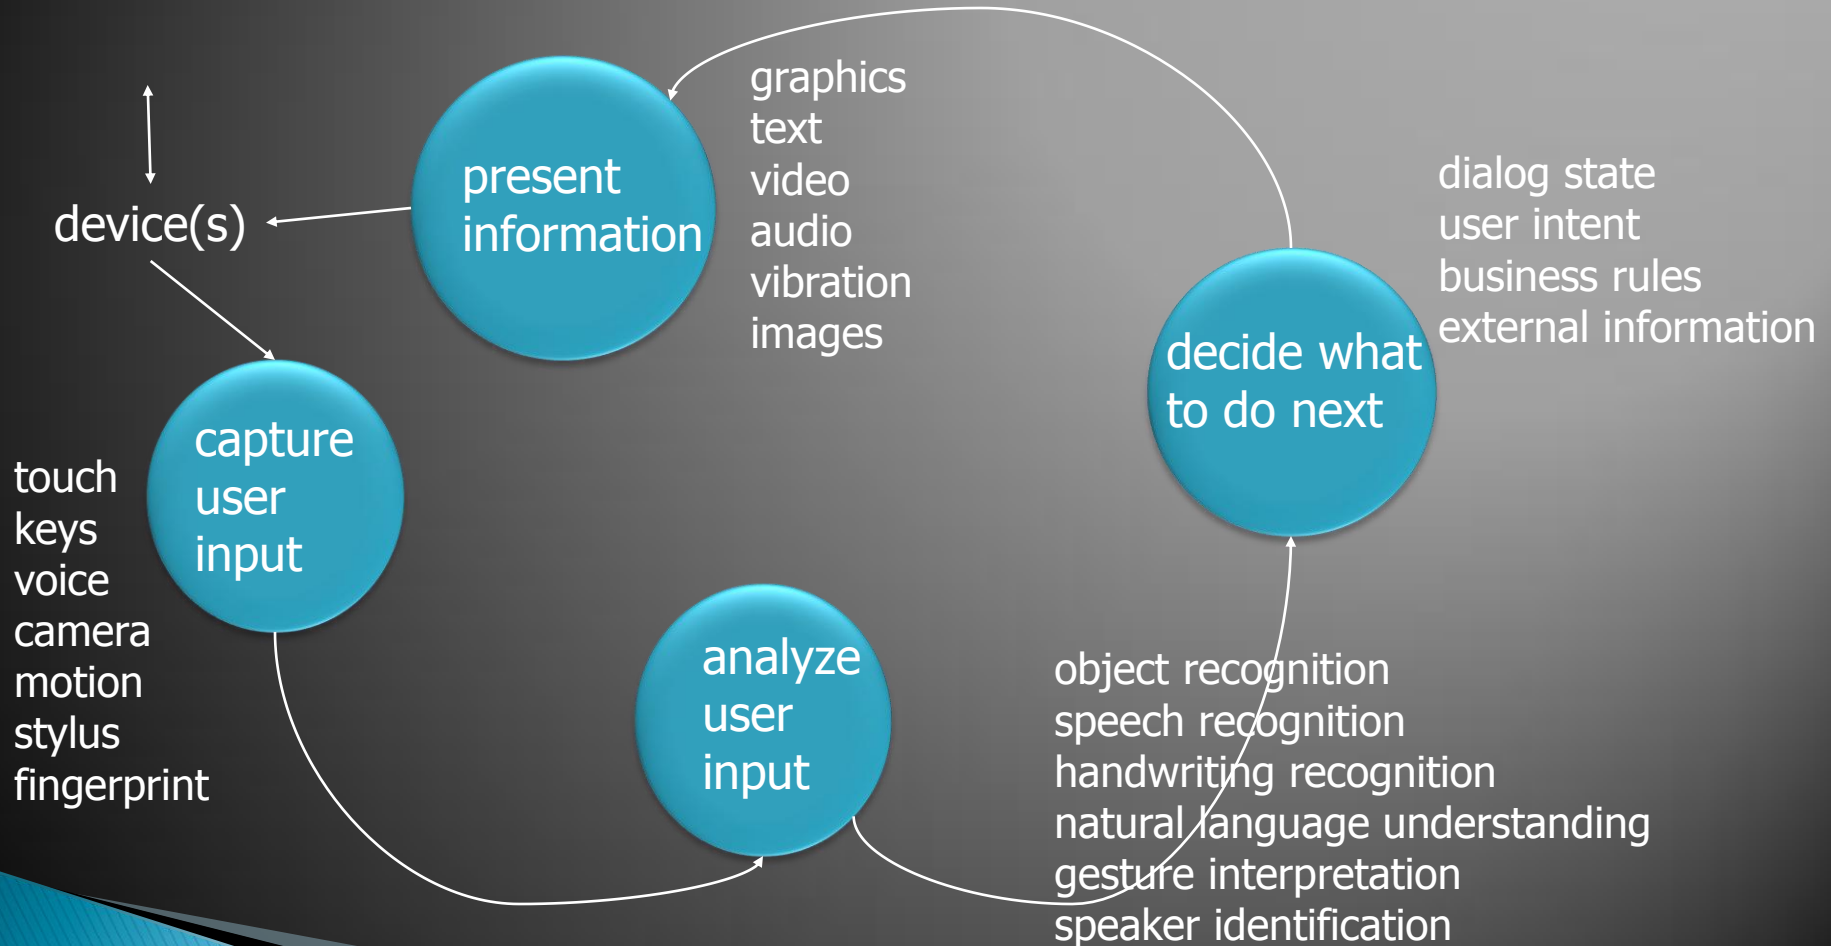 graphics
text
video
audio
vibration
images
present
information
device(s)
dialog state
user intent
business rules
external information
decide what
to do next
capture
user
input
touch
keys
voice
camera
motion
stylus
fingerprint
analyze
user
input
object recognition
speech recognition
handwriting recognition
natural language understanding
gesture interpretation
speaker identification